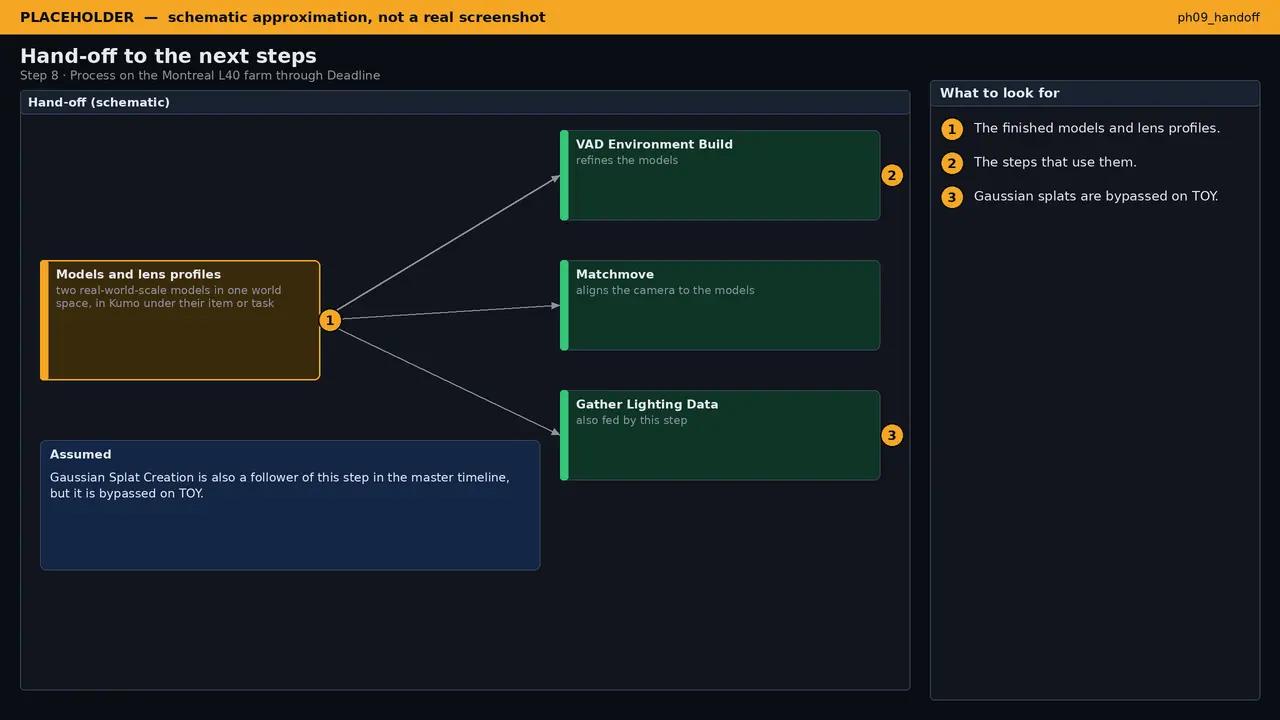 PLACEHOLDER — schematic approximation, not a real screenshot
ph09_handoff
Hand-off to the next steps
Step 8 · Process on the Montreal L40 farm through Deadline
Hand-off (schematic)
VAD Environment Build
refines the models
2
Models and lens profiles
two real-world-scale models in one world
space, in Kumo under their item or task
1
Matchmove
aligns the camera to the models
Gather Lighting Data
also fed by this step
3
Assumed
Gaussian Splat Creation is also a follower of this step in the master timeline,
but it is bypassed on TOY.
What to look for
1 The finished models and lens profiles.
2 The steps that use them.
3 Gaussian splats are bypassed on TOY.